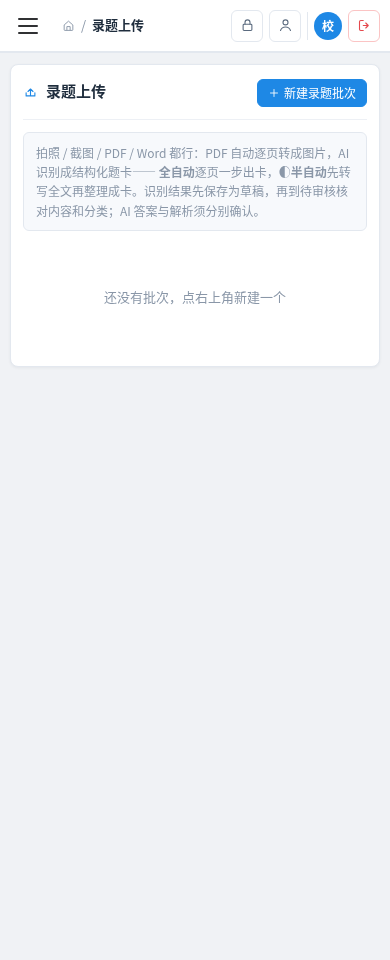 / 录题上传
校
录题上传
+ 新建录题批次
拍照 / 截图 / PDF / Word 都行：PDF 自动逐页转成图片，AI
识别成结构化题卡—— 全自动逐页一步出卡，◐半自动先转
写全文再整理成卡。识别结果先保存为草稿，再到待审核核
对内容和分类；AI 答案与解析须分别确认。
还没有批次，点右上角新建一个